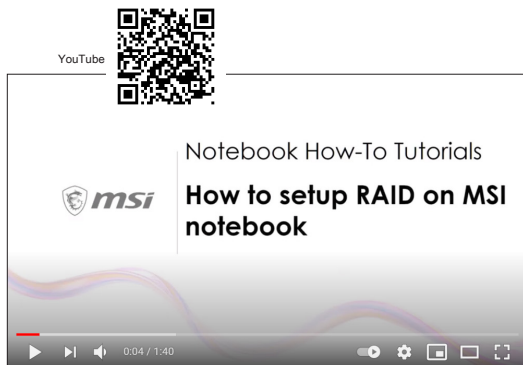 YouTube
Notebook How-To Tutorials
msi
How to setup RAID on MSI
notebook
0:04 / 1:40